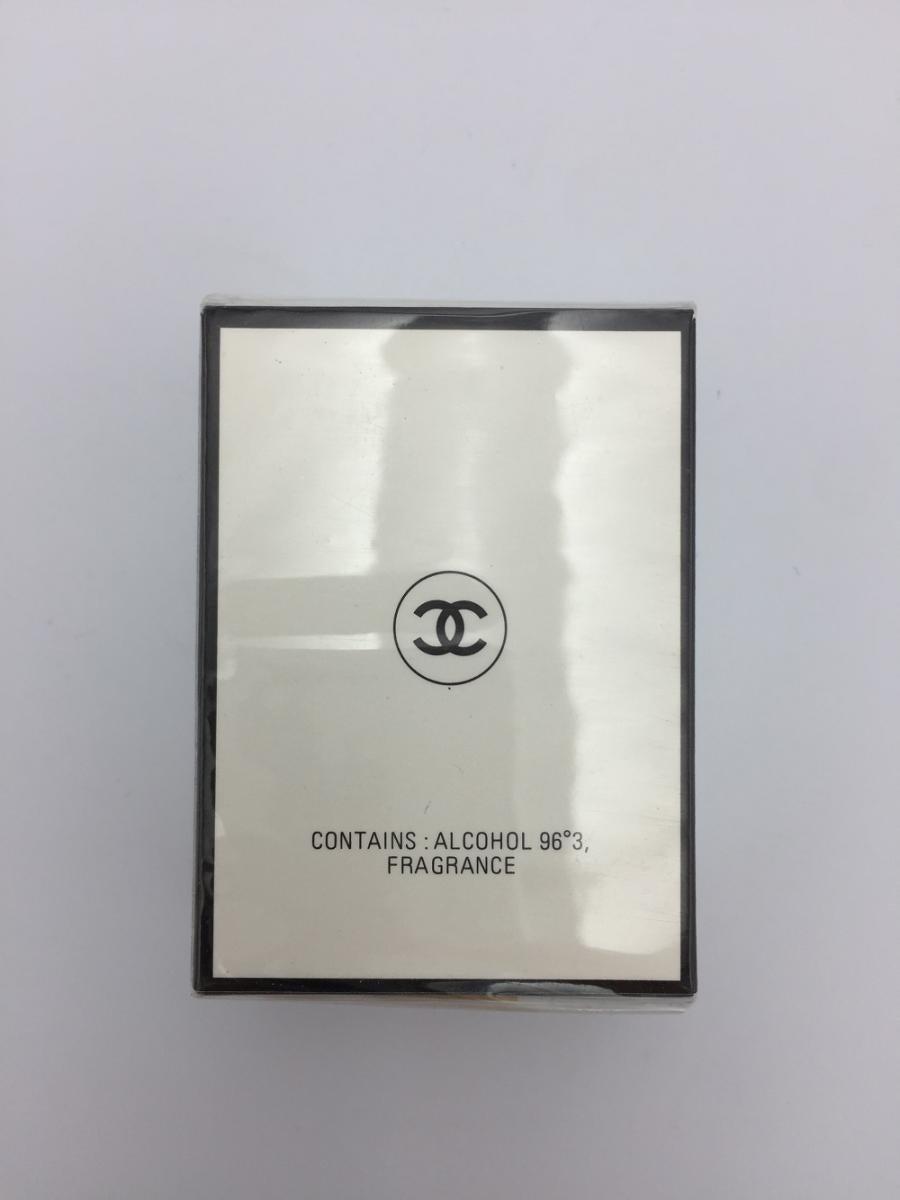 CONTAINS : ALCOHOL 96°3,
FRAGRANCE